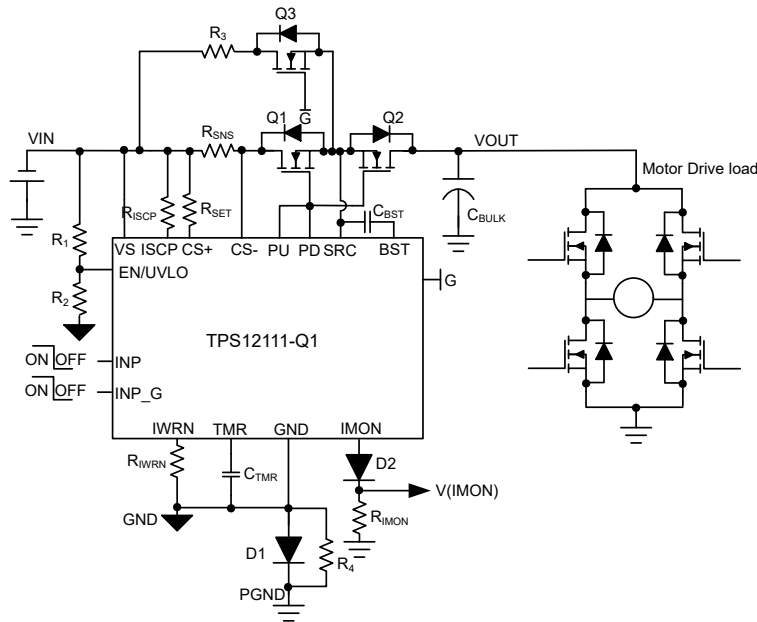 Q3
R3
G
VIN
RSNS
Q1
Q2
VOUT
Motor Drive load
RISCP
RSET
CBST
CBULK
R1
VS ISCP CS+ CS- PU PD SRC BST
EN/UVLO
G
R2
TPS12111-Q1
ON OFF INP
ON OFF INP_G
IWRN TMR GND IMON
RIWRN
CTMR
D2
V(IMON)
RIMON
GND
D1
R4
PGND